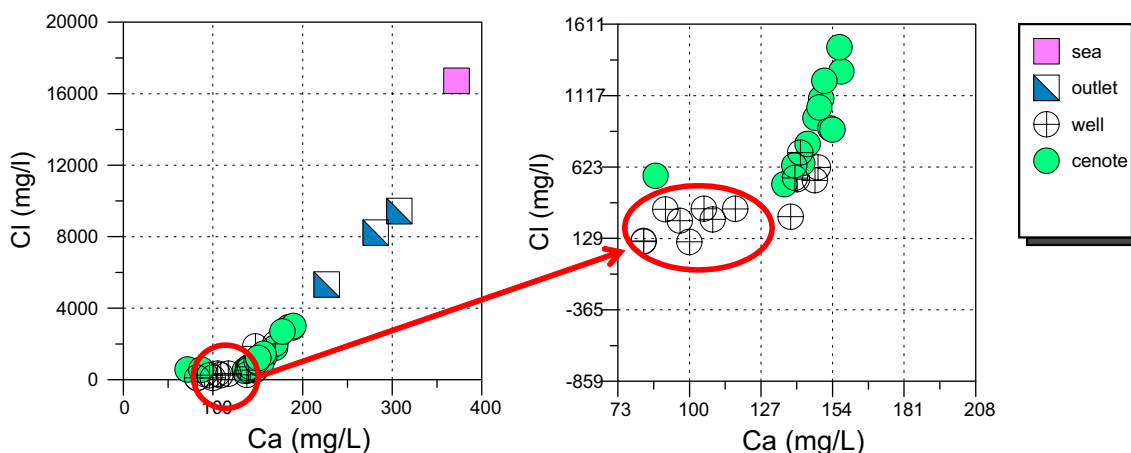 20000
16000
12000
8000
4000
0
Cl (mg/l)
0
100
200
300
400
Ca (mg/L)
1611
1117
623
129
-365
-859
Cl (mg/l)
73
100
127
154
181
208
Ca (mg/L)
sea
outlet
well
cenote